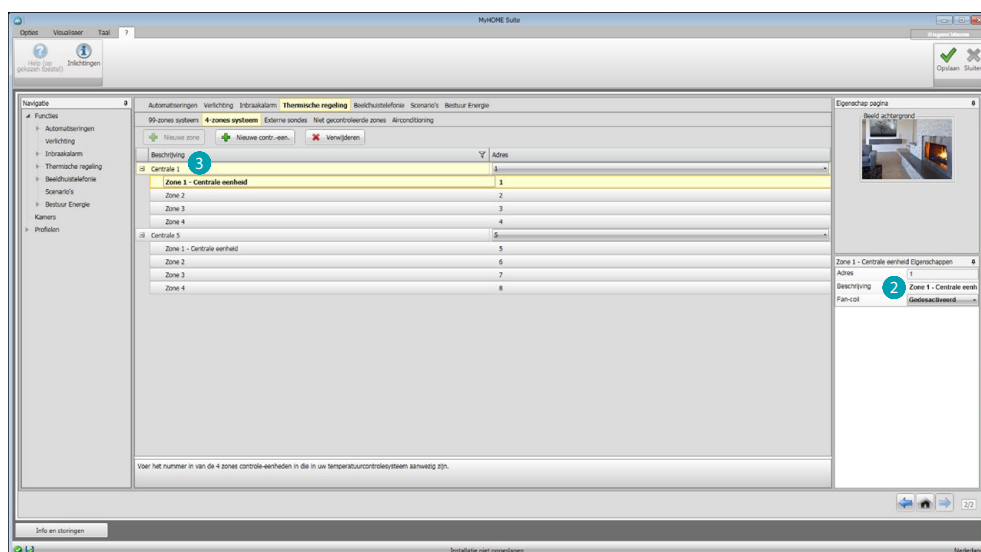 MyHOME Suite
Opties Visualiseer Taal ?
Help (op gekozen toestel)
Inlichtingen
Opslaan Sluiten
Navigatie
Functies
Automatiseringen
Verlichting
Inbraakalarm
Thermische regeling
Beeldhuistelefonie
Scenario's
Bestuur Energie
Kamers
Profielen
Automatiseringen Verlichting Inbraakalarm Thermische regeling Beeldhuistelefonie Scenario's Bestuur Energie
99-zones systeem 4-zones systeem Externe sondes Niet gecontroleerde zones Airconditioning
Nieuwe zone Nieuwe contr.-een. Verwijderen
Beschrijving Adres
Centrale 1 1
3
Zone 1 - Centrale eenheid 1
Zone 2 2
Zone 3 3
Zone 4 4
Centrale 5 5
Zone 1 - Centrale eenheid 5
Zone 2 6
Zone 3 7
Zone 4 8
Voer het nummer in van de 4 zones controle-eenheden in die in uw temperatuurcontrolesysteem aanwezig zijn.
Eigenschap pagina
Beeld achtergrond
Zone 1 - Centrale eenheid Eigenschappen
Adres 1
Beschrijving 2 Zone 1 - Centrale eenh
Fan-coil Gedesactiveerd
2/2
Info en storingen
Installatie niet opgeslagen